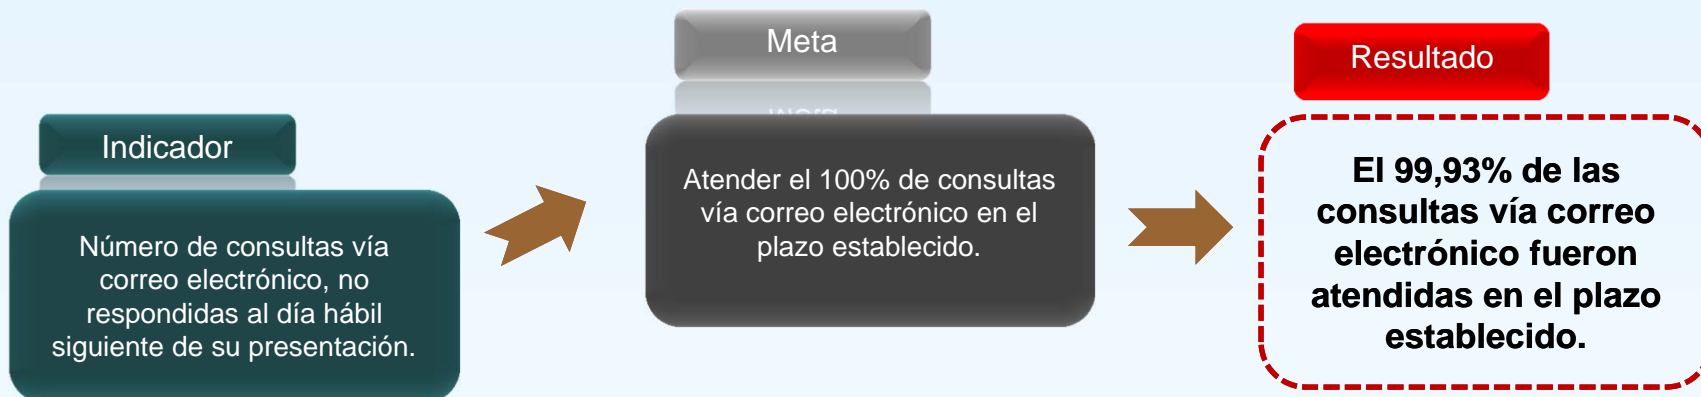 Indicador
Número de consultas vía
correo electrónico, no
respondidas al día hábil
siguiente de su presentación.
Meta
Atender el 100% de consultas
vía correo electrónico en el
plazo establecido.
Resultado
El 99,93% de las
consultas vía correo
electrónico fueron
atendidas en el plazo
establecido.